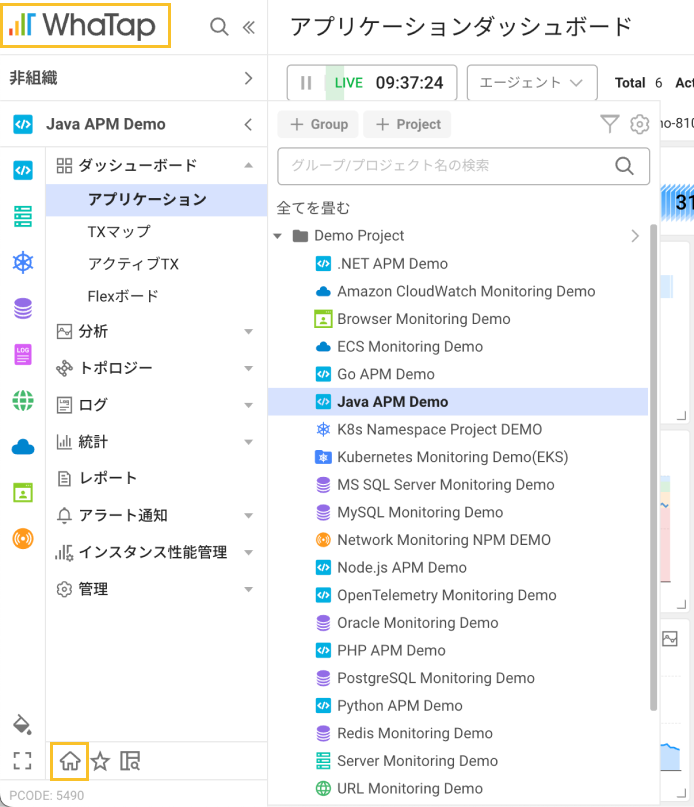 WhaTap
アプリケーションダッシュボード
非組織
LIVE 09:37:24
エージェント
Total 6 Act
Java APM Demo
Group
Project
no-810
グループ/プロジェクト名の検索
31
全てを畳む
ダッシューボード
アプリケーション
TXマップ
アクティブTX
Flexボード
分析
トポロジー
LOG
ログ
統計
レポート
アラート通知
インスタンス性能管理
管理
Demo Project
.NET APM Demo
Amazon CloudWatch Monitoring Demo
Browser Monitoring Demo
ECS Monitoring Demo
Go APM Demo
Java APM Demo
K8s Namespace Project DEMO
Kubernetes Monitoring Demo(EKS)
MS SQL Server Monitoring Demo
MySQL Monitoring Demo
Network Monitoring NPM DEMO
Node.js APM Demo
OpenTelemetry Monitoring Demo
Oracle Monitoring Demo
PHP APM Demo
PostgreSQL Monitoring Demo
Python APM Demo
Redis Monitoring Demo
Server Monitoring Demo
URL Monitoring Demo
PCODE: 5490